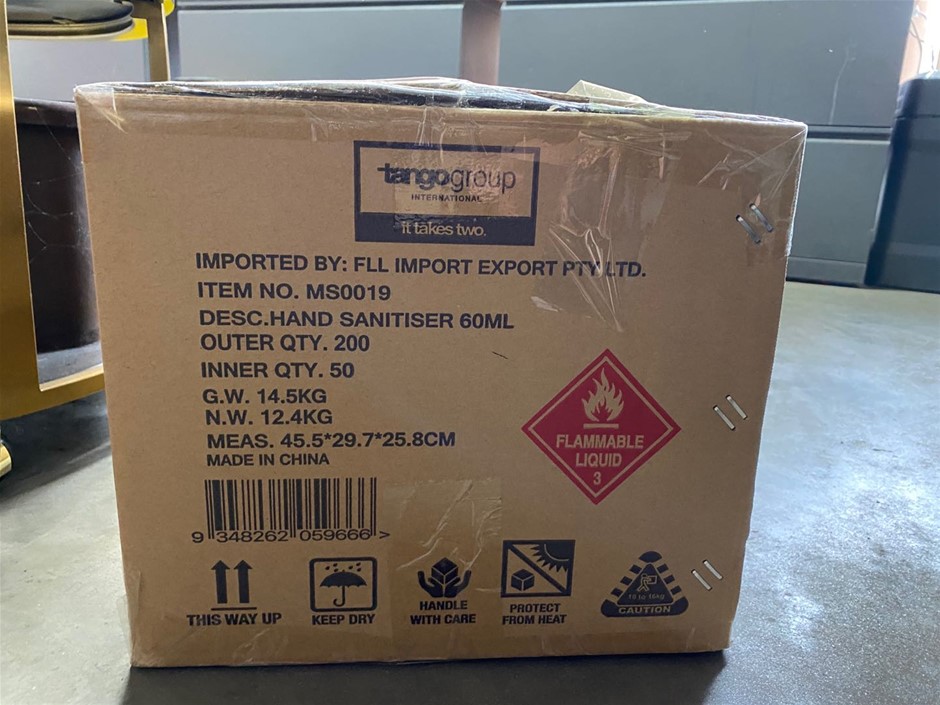 tangogroup
INTERNATIONAL
it takes two.
IMPORTED BY: FLL IMPORT EXPORT PTY LTD.
ITEM NO. MS0019
DESC.HAND SANITISER 60ML
OUTER QTY. 200
INNER QTY. 50
G.W. 14.5KG
N.W. 12.4KG
MEAS. 45.5*29.7*25.8CM
MADE IN CHINA
FLAMMABLE
LIQUID
3
9 348262 059666 >
THIS WAY UP
KEEP DRY
HANDLE
WITH CARE
PROTECT
FROM HEAT
10 to 16kg
CAUTION